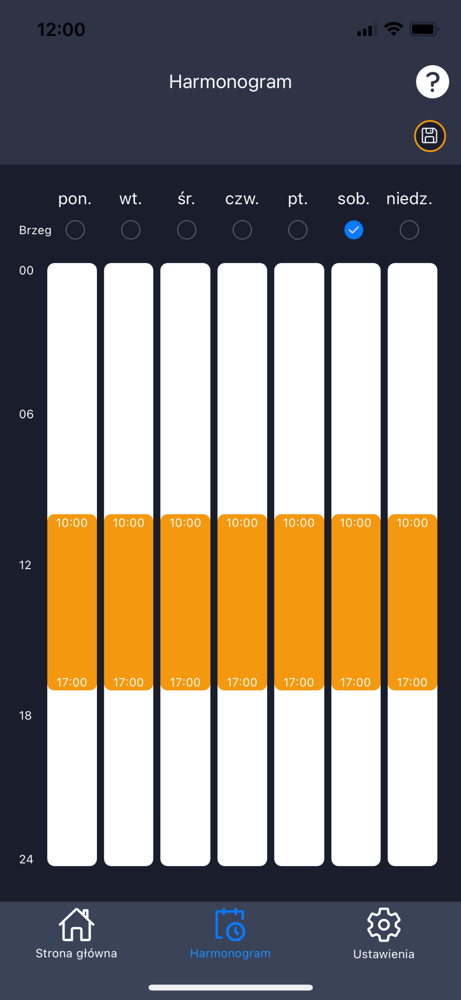 12:00
Harmonogram
pon. wt. śr. czw. pt. sob. niedz.
Brzeg
00
06
10:00 10:00 10:00 10:00 10:00 10:00 10:00
12
17:00 17:00 17:00 17:00 17:00 17:00 17:00
18
24
Strona główna Harmonogram Ustawienia